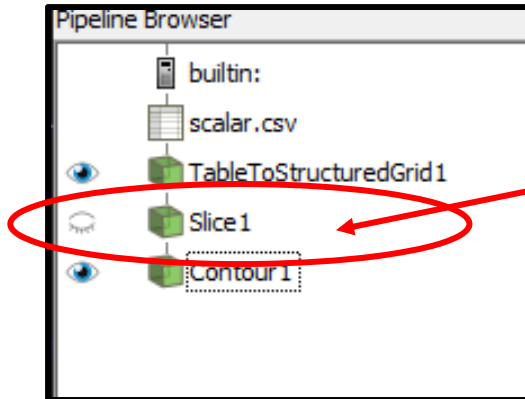 Pipeline Browser
builtin:
scalar.csv
TableToStructuredGrid1
Slice1
Contour1